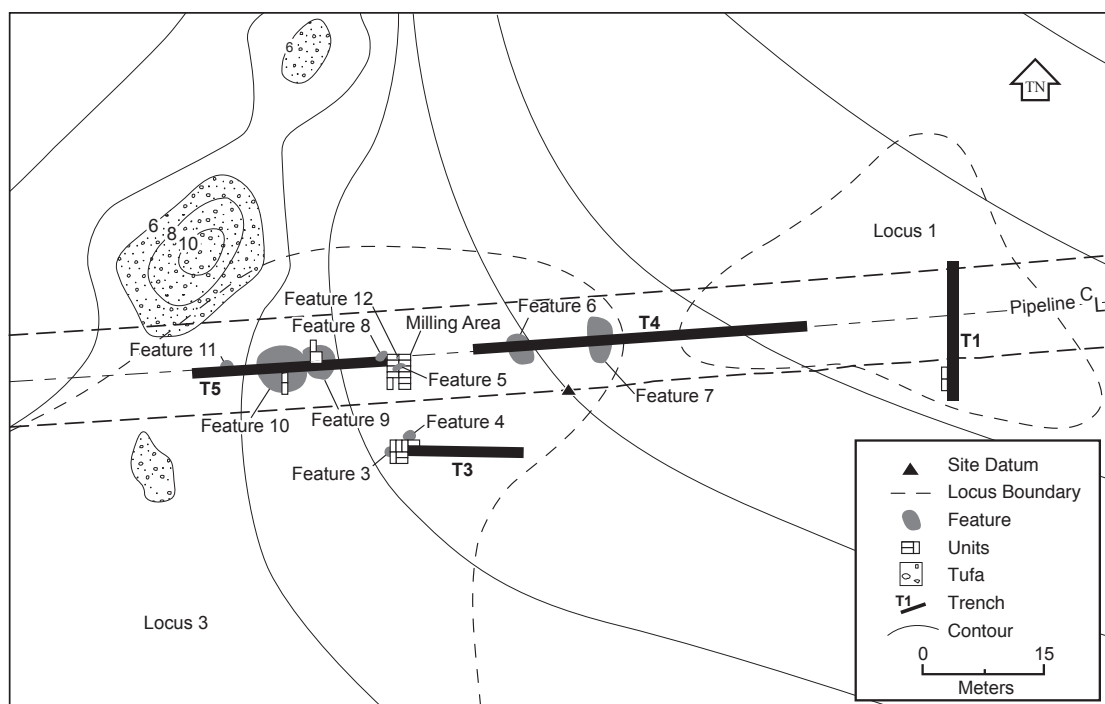 6
TN
6
8
10
Locus 1
Feature 12
Feature 8
Milling Area
Feature 6
T4
Pipeline CL
Feature 11
T5
T1
Feature 5
Feature 7
Feature 10
Feature 9
Feature 4
Feature 3
T3
Locus 3
Site Datum
Locus Boundary
Feature
Units
Tufa
T1 Trench
Contour
0 15
Meters